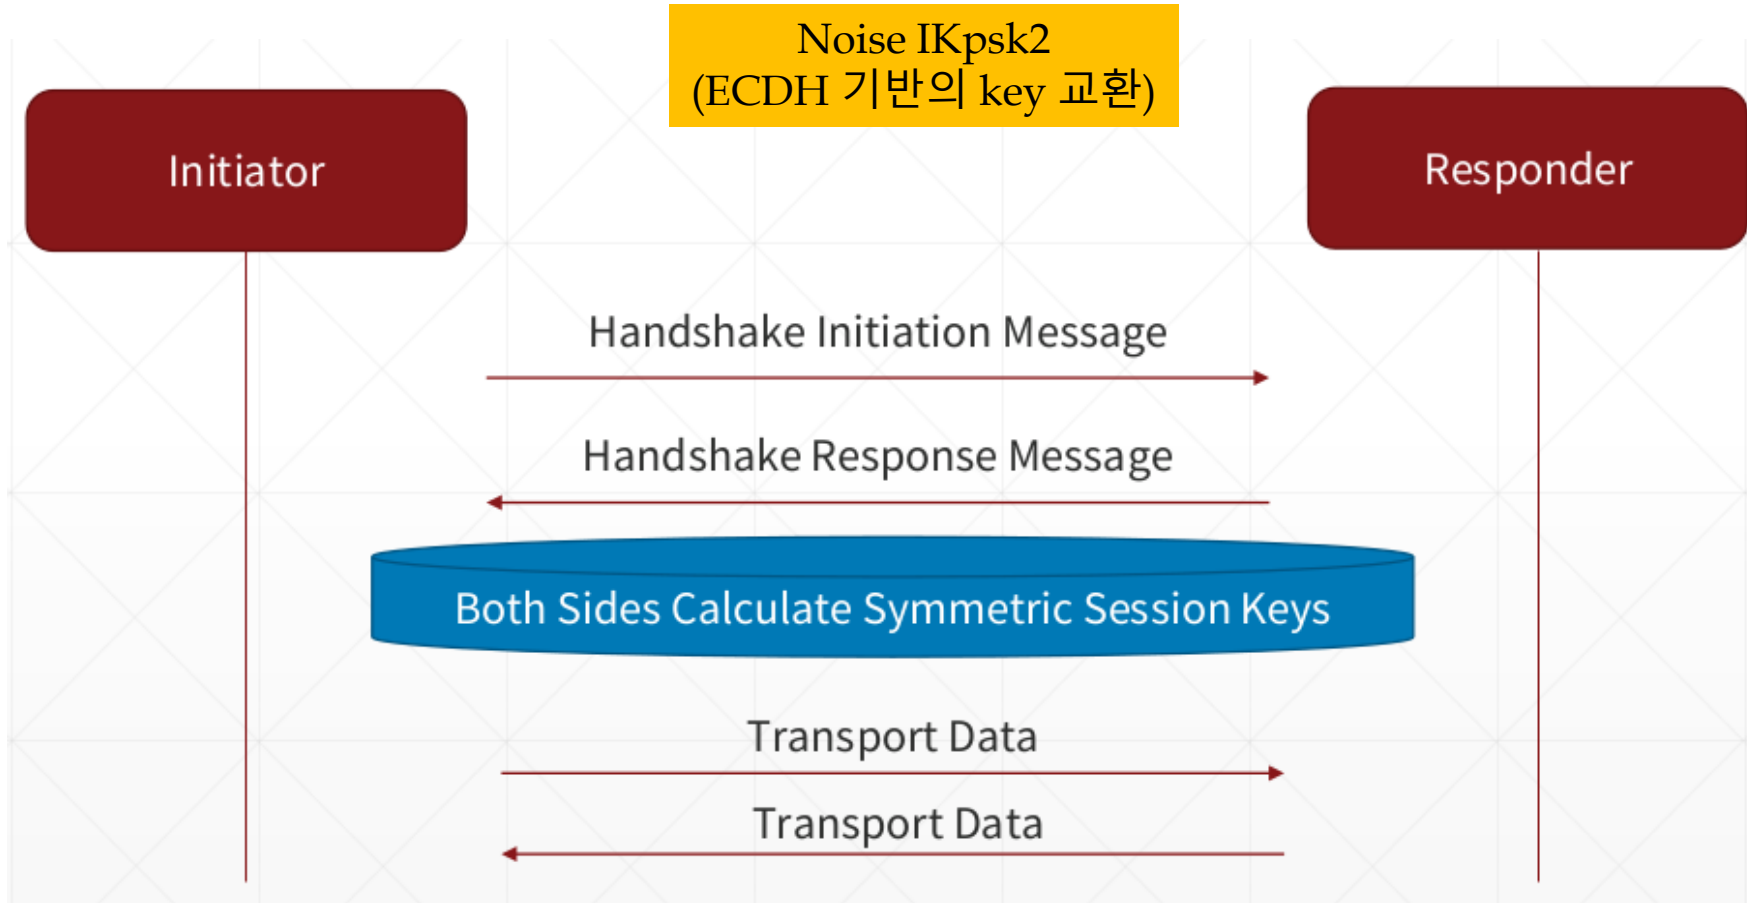 Noise IKpsk2
(ECDH 기반의 key 교환)
Initiator
Responder
Handshake Initiation Message
Handshake Response Message
Both Sides Calculate Symmetric Session Keys
Transport Data
Transport Data